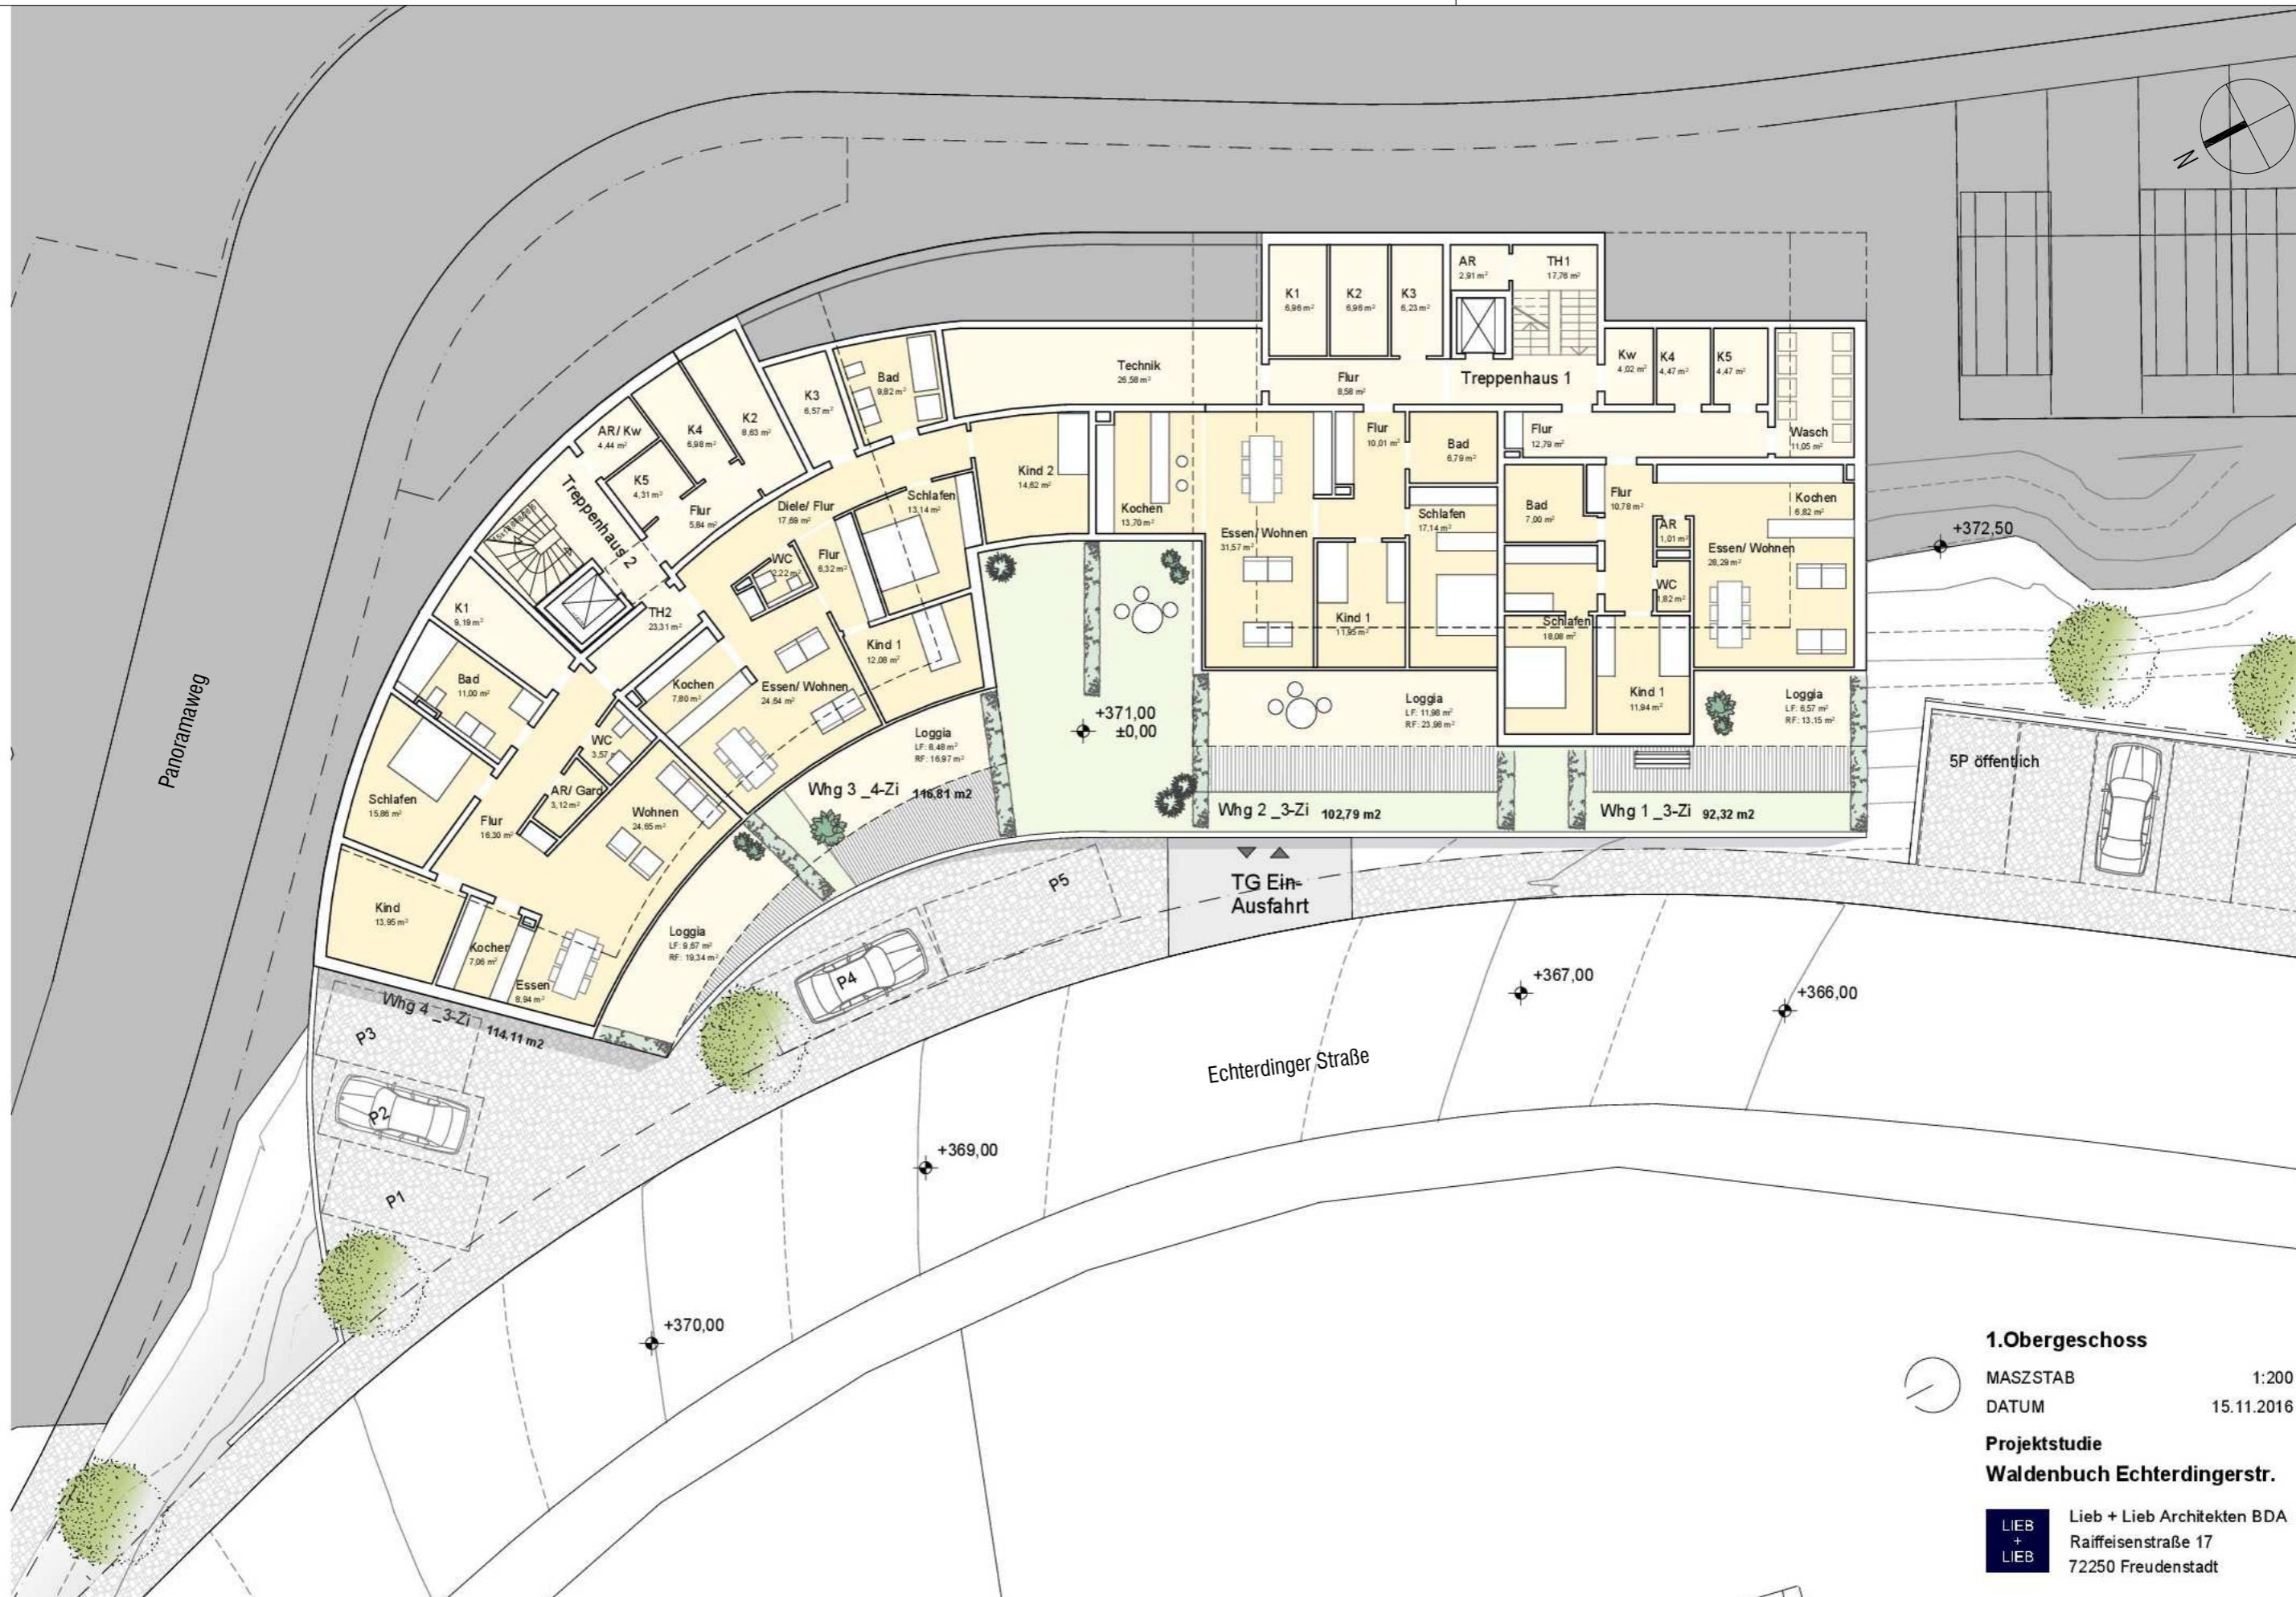 N
AR
2,91 m²
TH1
17,76 m²
K1
6,96 m²
K2
6,96 m²
K3
6,23 m²
Technik
26,58 m²
Flur
8,58 m²
Treppenhaus 1
Kw
4,02 m²
K4
4,47 m²
K5
4,47 m²
Wasch
11,05 m²
Bad
9,82 m²
K3
6,57 m²
K2
8,63 m²
K4
6,98 m²
AR/ Kw
4,44 m²
K5
4,31 m²
Flur
5,84 m²
Treppenhaus 2
TH2
23,31 m²
K1
9,19 m²
Diele/ Flur
17,69 m²
Schlafen
13,14 m²
Kind 2
14,62 m²
WC
2,22 m²
Flur
6,32 m²
Kind 1
12,08 m²
Kochen
7,80 m²
Essen/ Wohnen
24,64 m²
Loggia
LF: 8,48 m²
RF: 16,97 m²
Whg 3 _4-Zi 116,81 m2
Kochen
13,70 m²
Essen/ Wohnen
31,57 m²
Flur
10,01 m²
Bad
6,79 m²
Schlafen
17,14 m²
Kind 1
11,95 m²
Loggia
LF: 11,98 m²
RF: 23,96 m²
Whg 2 _3-Zi 102,79 m2
Flur
12,79 m²
Bad
7,00 m²
Flur
10,78 m²
AR
1,01 m²
WC
1,82 m²
Kochen
6,82 m²
Essen/ Wohnen
28,29 m²
Schlafen
18,08 m²
Kind 1
11,94 m²
Loggia
LF: 6,57 m²
RF: 13,15 m²
Whg 1 _3-Zi 92,32 m2
+372,50
+371,00
±0,00
5P öffentlich
Bad
11,00 m²
Schlafen
15,86 m²
WC
3,57
AR/ Gard
3,12 m²
Flur
16,30 m²
Wohnen
24,65 m²
Kind
13,95 m²
Kochen
7,06 m²
Essen
8,94 m²
Loggia
LF: 9,67 m²
RF: 19,34 m²
Whg 4 _3-Zi 114,11 m2
Panoramaweg
P5
P4
P3
P2
P1
TG Ein-
Ausfahrt
+367,00
+366,00
Echterdinger Straße
+369,00
+370,00
1.Obergeschoss
MASZSTAB 1:200
DATUM 15.11.2016
Projektstudie
Waldenbuch Echterdingerstr.
LIEB
+
LIEB
Lieb + Lieb Architekten BDA
Raiffeisenstraße 17
72250 Freudenstadt